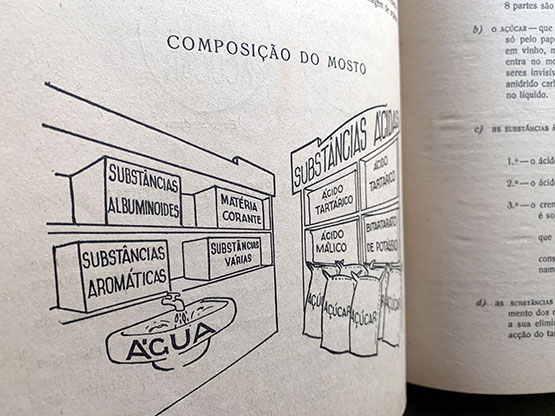 COMPOSIÇÃO DO MOSTO
SUBSTÂNCIAS
ALBUMINOIDES
MATÉRIA
CORANTE
SUBSTÂNCIAS
AROMÁTICAS
SUBSTÂNCIAS
VÁRIAS
ÁGUA
SUBSTÂNCIAS ÁCIDAS
ÁCIDO
TARTÁRICO
ÁCIDO
TARTÁRICO
ÁCIDO
MÁLICO
BITARTARATO
DE POTÁSSIO
AÇÚCAR
AÇÚCAR
AÇÚCAR
8 partes são
b) O AÇÚCAR — que
só pelo pap
em vinho, m
entra no mo
seres invisí
anidrido carb
no líquido.
c) AS SUBSTÂNCIAS Á
1.º — o ácido
2.º — o ácid
3.º — o crem
é so
que
cons
nam
d) AS SUBSTÂNCIAS
mento dos
a sua elimi
acção do ta